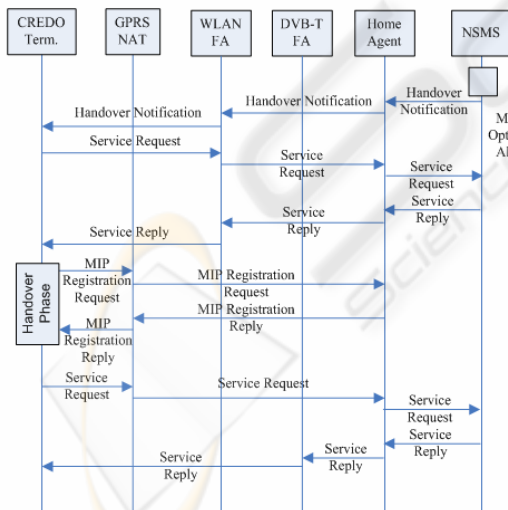 CREDO
Term.
GPRS
NAT
WLAN
FA
DVB-T
FA
Home
Agent
NSMS
Handover
Notification
Handover Notification
Handover Notification
Service Request
Service
Request
Service
Request
Service
Reply
Service
Reply
Service Reply
Handover
Phase
MIP
Registration
Request
MIP Registration
Request
MIP Registration
Reply
MIP
Registration
Reply
Service
Request
Service Request
Service
Request
Service
Reply
Service
Reply
Service
Reply